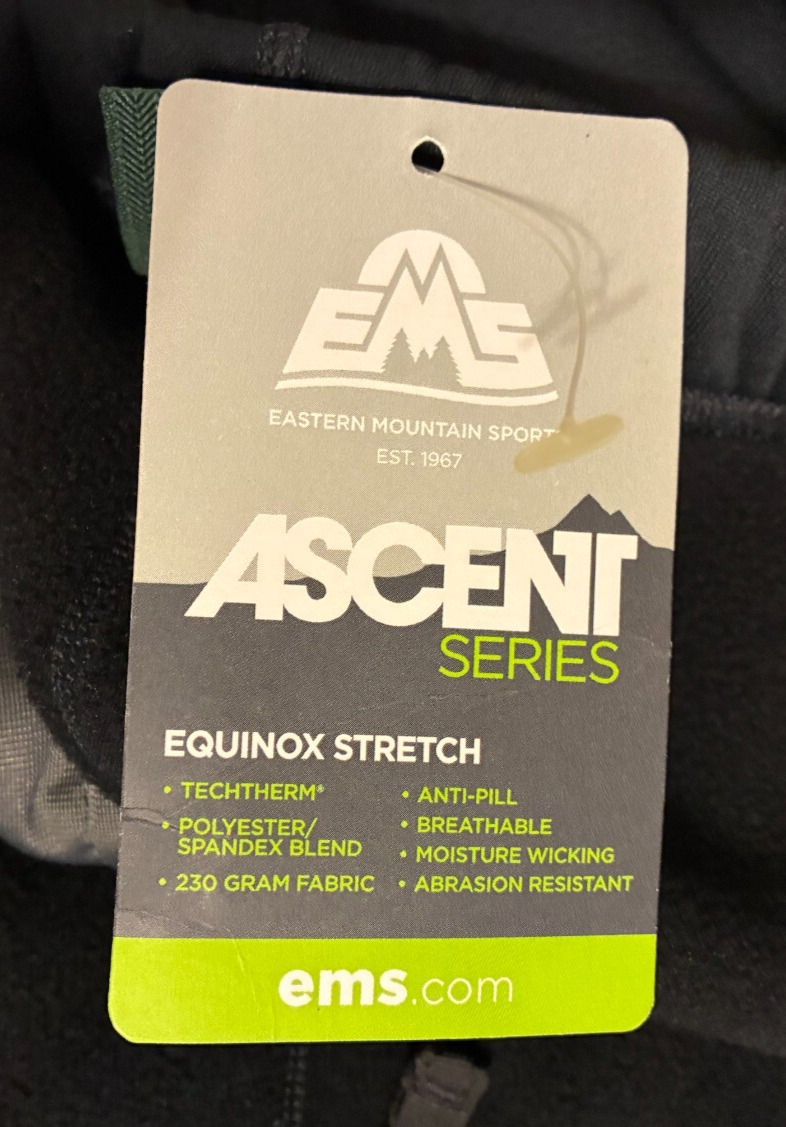 EMS
EASTERN MOUNTAIN SPORTS
EST. 1967
ASCENT
SERIES
EQUINOX STRETCH
• TECHTHERM®
• POLYESTER/
SPANDEX BLEND
• 230 GRAM FABRIC
• ANTI-PILL
• BREATHABLE
• MOISTURE WICKING
• ABRASION RESISTANT
ems.com